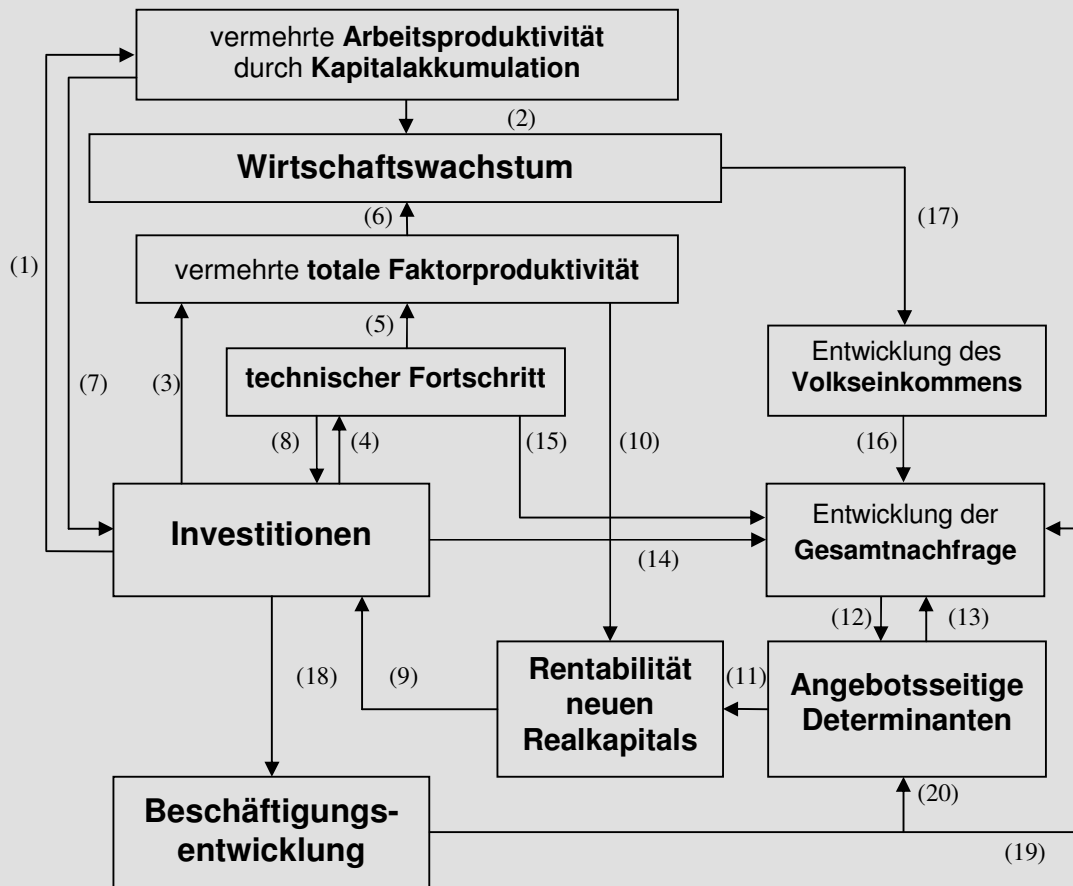 vermehrte Arbeitsproduktivität
durch Kapitalakkumulation
(2)
Wirtschaftswachstum
(6)
(17)
(1)
vermehrte totale Faktorproduktivität
(5)
(7)
(3)
technischer Fortschritt
Entwicklung des
Volkseinkommens
(8)
(4)
(15)
(10)
(16)
Investitionen
Entwicklung der
Gesamtnachfrage
(14)
(12)
(13)
(18)
(9)
Rentabilität
neuen
Realkapitals
(11)
Angebotsseitige
Determinanten
Beschäftigungs-
entwicklung
(20)
(19)